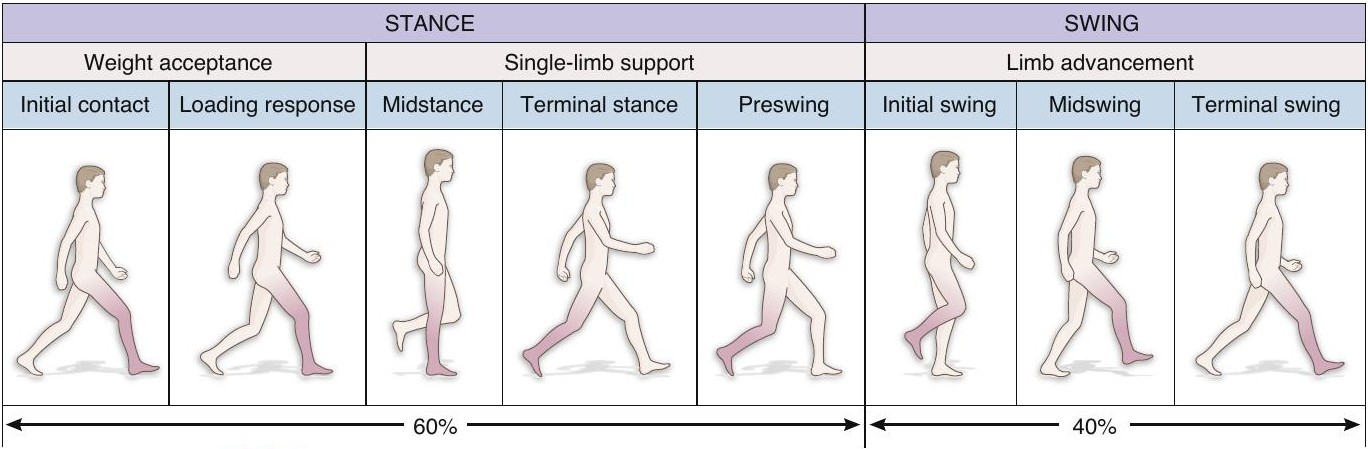 STANCE SWING
Weight acceptance Single-limb support Limb advancement
Initial contact Loading response Midstance Terminal stance Preswing Initial swing Midswing Terminal swing
60% 40%